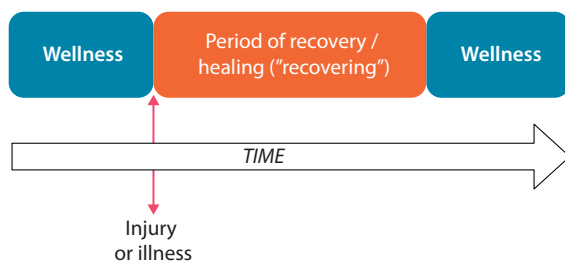 Wellness
Period of recovery /
healing (”recovering”)
Wellness
TIME
Injury
or illness